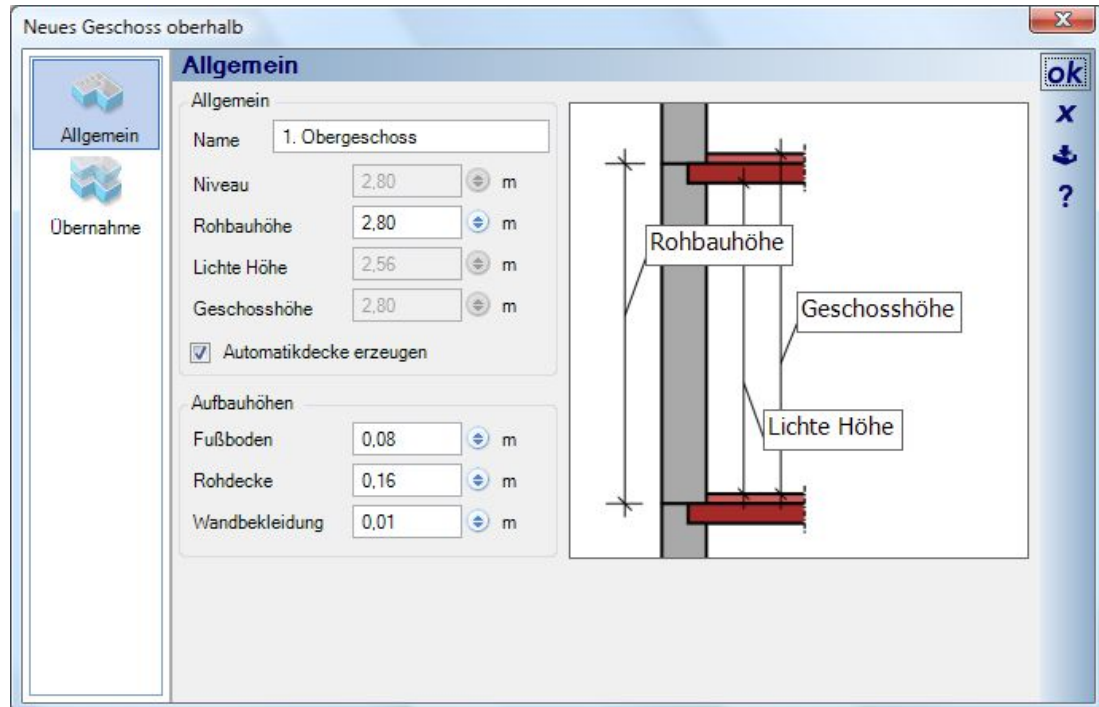 Neues Geschoss oberhalb
x
Allgemein
Übernahme
Allgemein
Allgemein
Name 1. Obergeschoss
Niveau 2,80 m
Rohbauhöhe 2,80 m
Lichte Höhe 2,56 m
Geschosshöhe 2,80 m
Automatikdecke erzeugen
Aufbauhöhen
Fußboden 0,08 m
Rohdecke 0,16 m
Wandbekleidung 0,01 m
Rohbauhöhe
Geschosshöhe
Lichte Höhe
ok
x
?